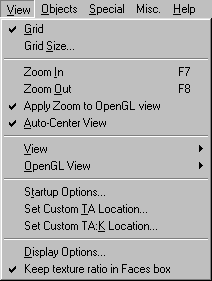 View Objects Special Misc. Help
Grid
Grid Size...
Zoom In F7
Zoom Out F8
Apply Zoom to OpenGL view
Auto-Center View
View
OpenGL View
Startup Options...
Set Custom TA Location...
Set Custom TA:K Location...
Display Options...
Keep texture ratio in Faces box